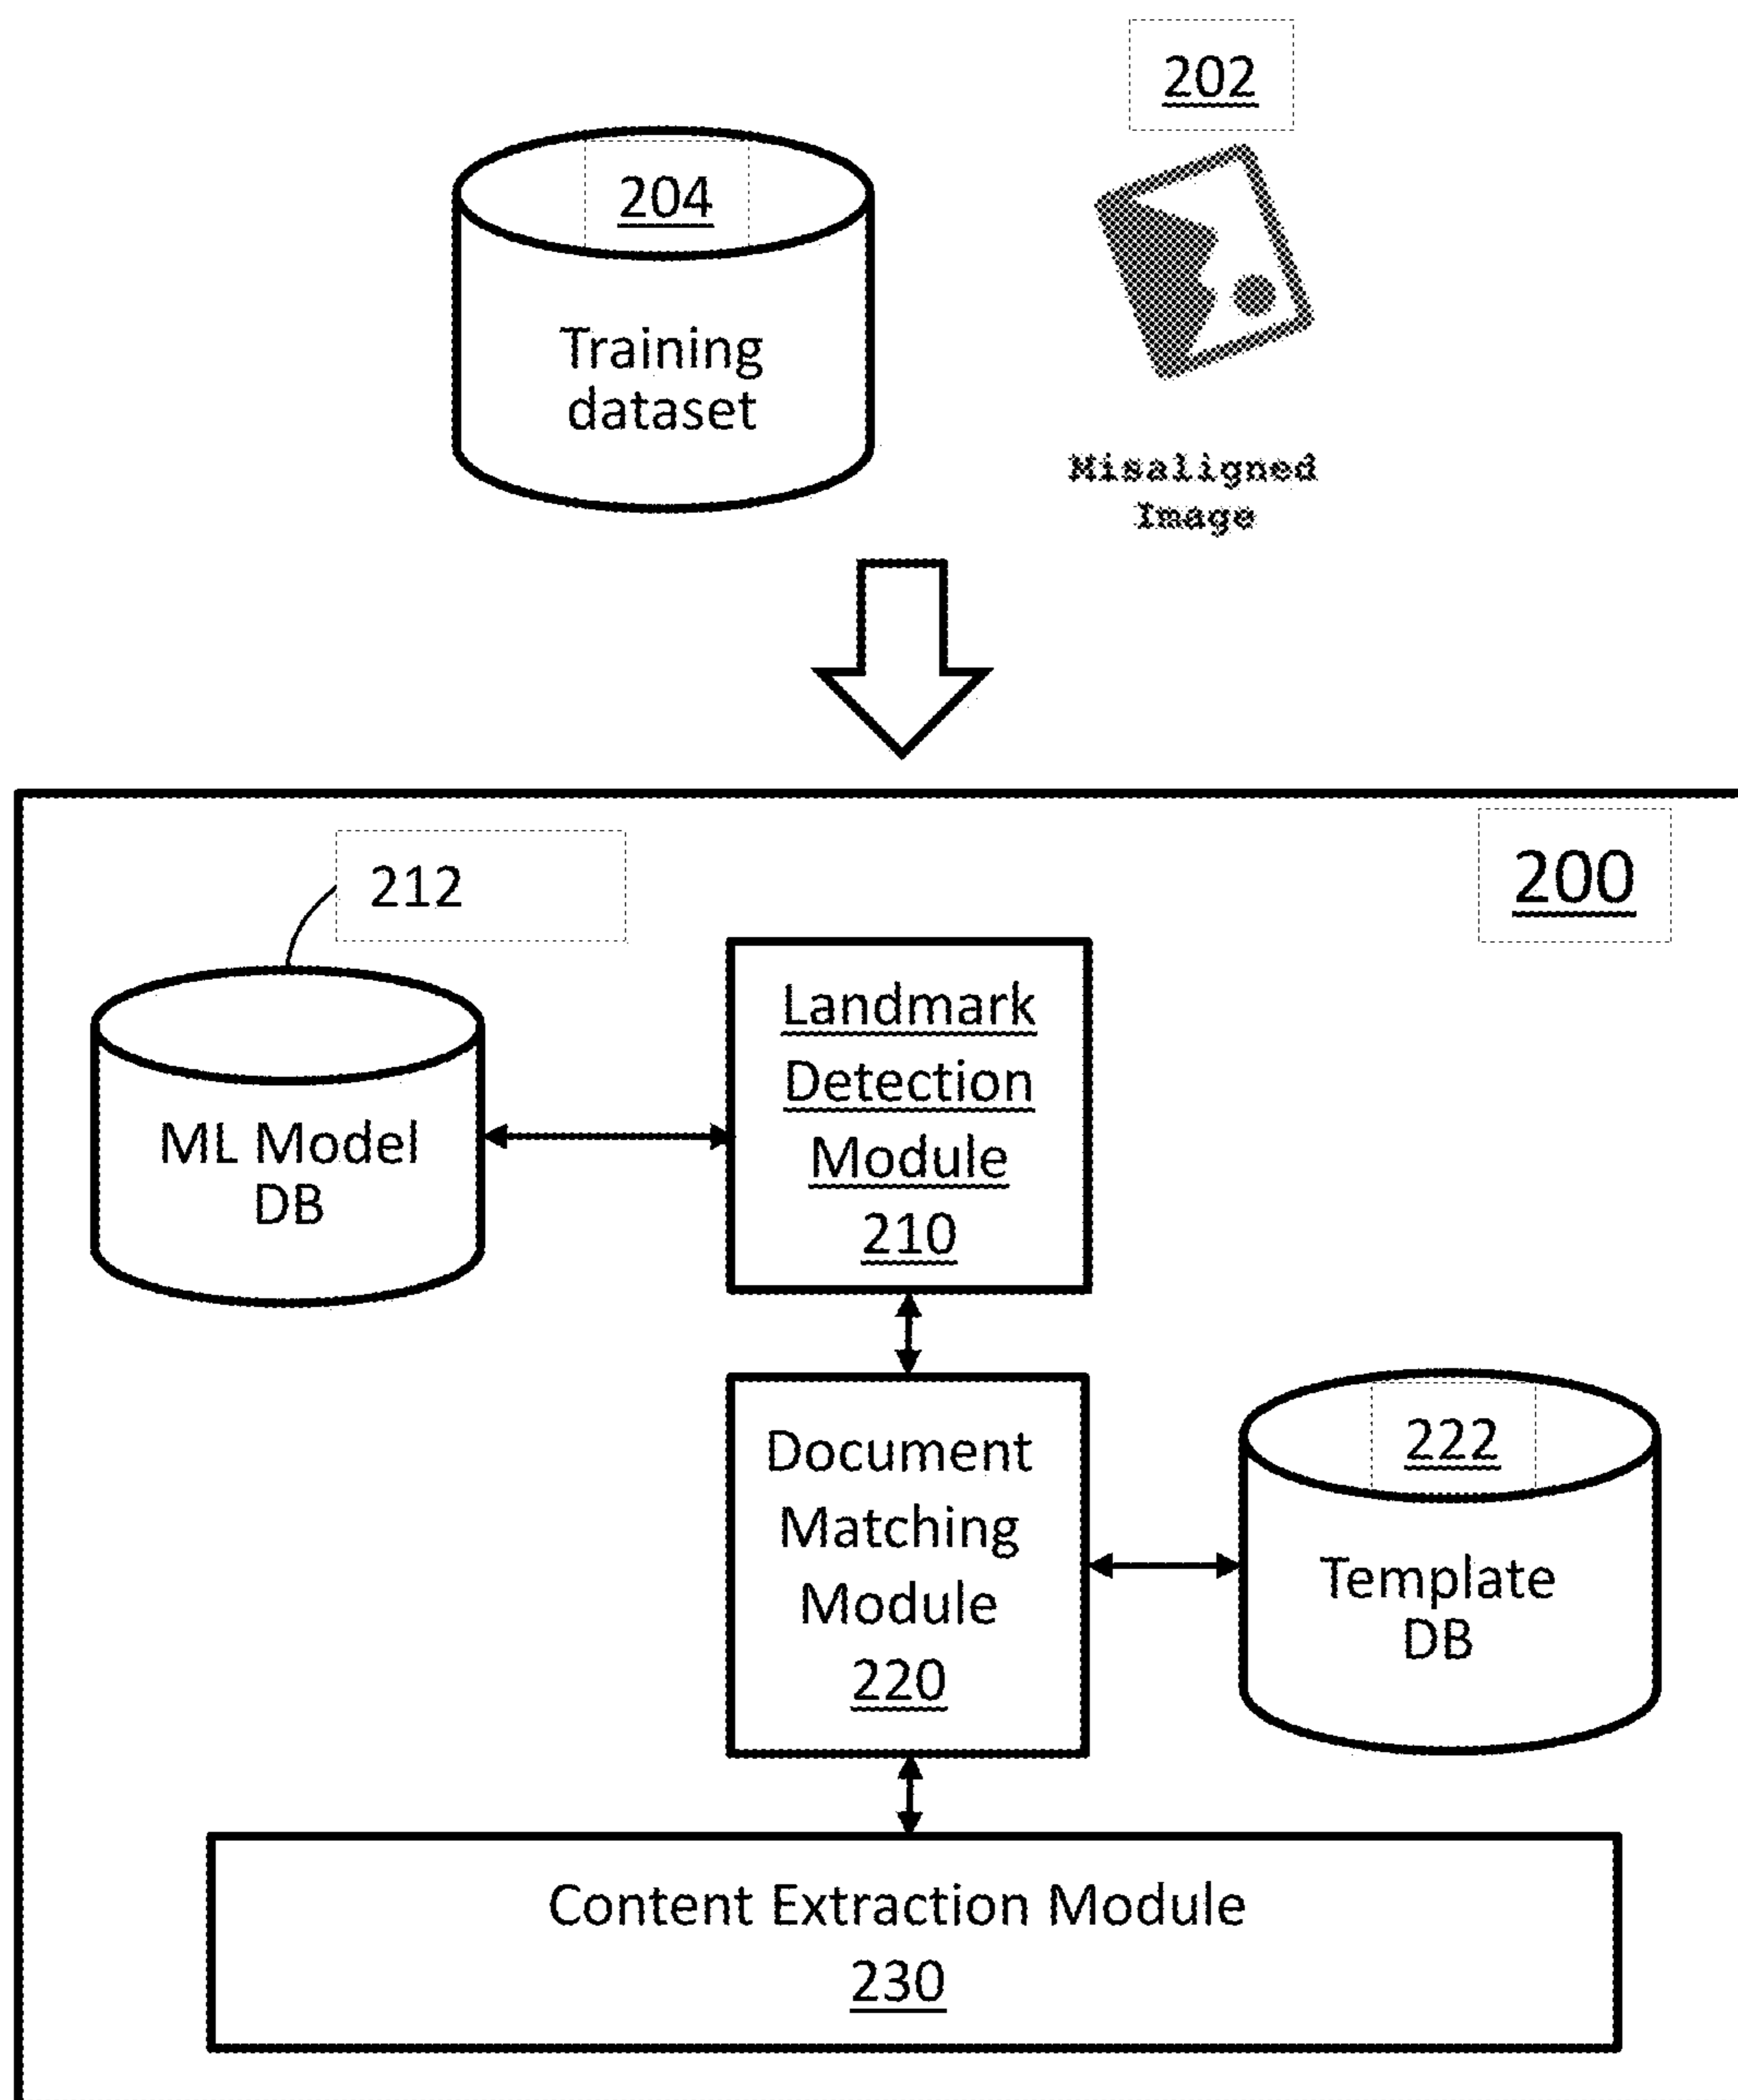 202
204
Training
dataset
Misaligned
Image
200
212
ML Model
DB
Landmark
Detection
Module
210
Document
Matching
Module
220
222
Template
DB
Content Extraction Module
230